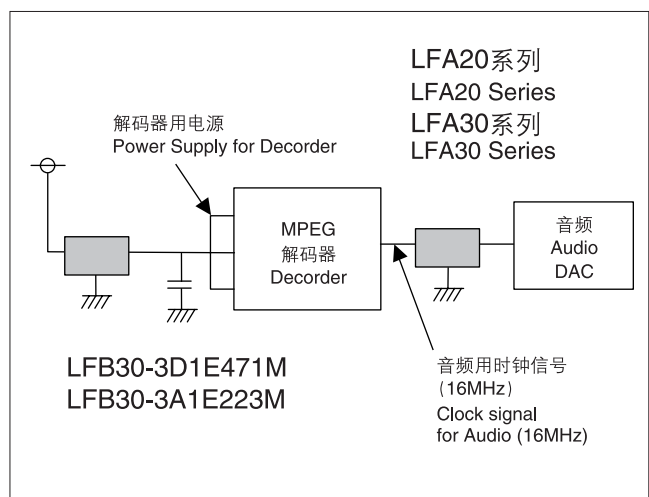 LFA20系列
LFA20 Series
LFA30系列
LFA30 Series
解码器用电源
Power Supply for Decorder
MPEG
解码器
Decorder
音频
Audio
DAC
LFB30-3D1E471M
LFB30-3A1E223M
音频用时钟信号
(16MHz)
Clock signal
for Audio (16MHz)